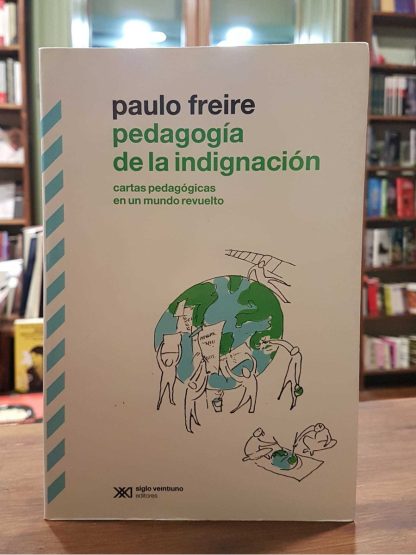 paulo freire
pedagogía
de la indignación
cartas pedagógicas
en un mundo revuelto
siglo veintiuno
editores